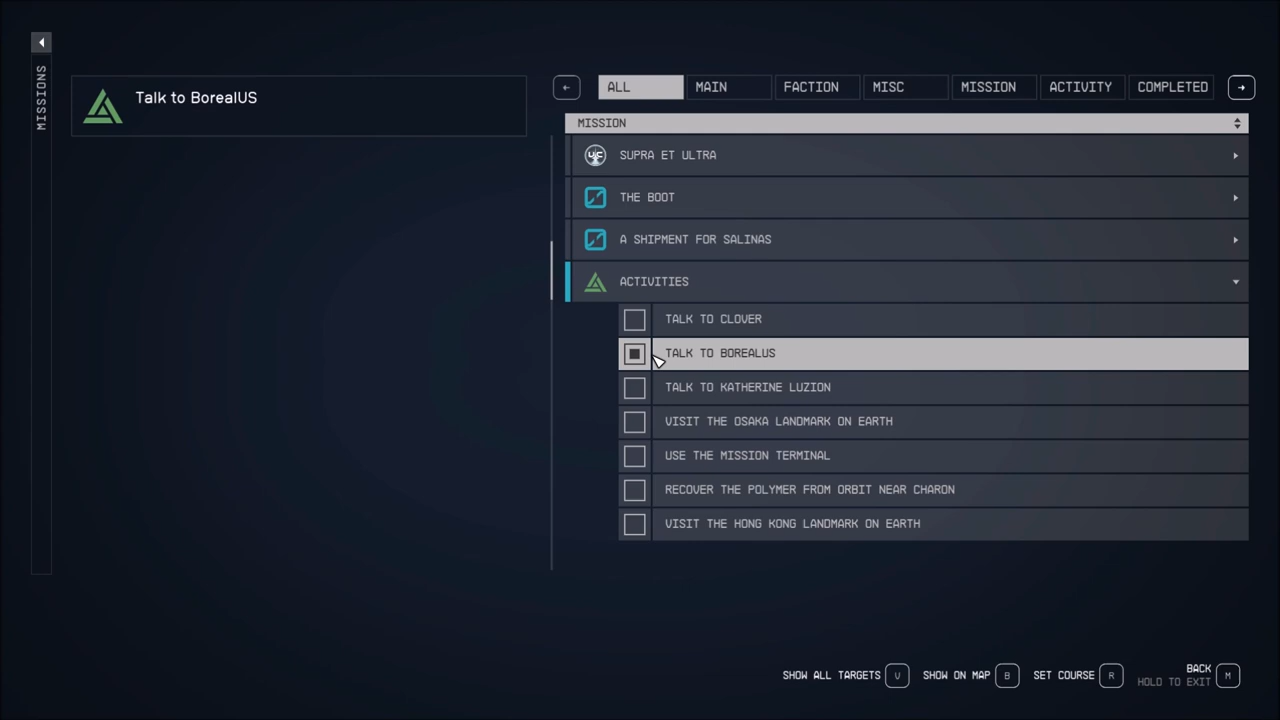 MISSIONS
Talk to BorealUS
←
ALL
MAIN
FACTION
MISC
MISSION
ACTIVITY
COMPLETED
→
MISSION
UC
SUPRA ET ULTRA
THE BOOT
A SHIPMENT FOR SALINAS
ACTIVITIES
TALK TO CLOVER
TALK TO BOREALUS
TALK TO KATHERINE LUZION
VISIT THE OSAKA LANDMARK ON EARTH
USE THE MISSION TERMINAL
RECOVER THE POLYMER FROM ORBIT NEAR CHARON
VISIT THE HONG KONG LANDMARK ON EARTH
SHOW ALL TARGETS V
SHOW ON MAP B
SET COURSE R
BACK M
HOLD TO EXIT